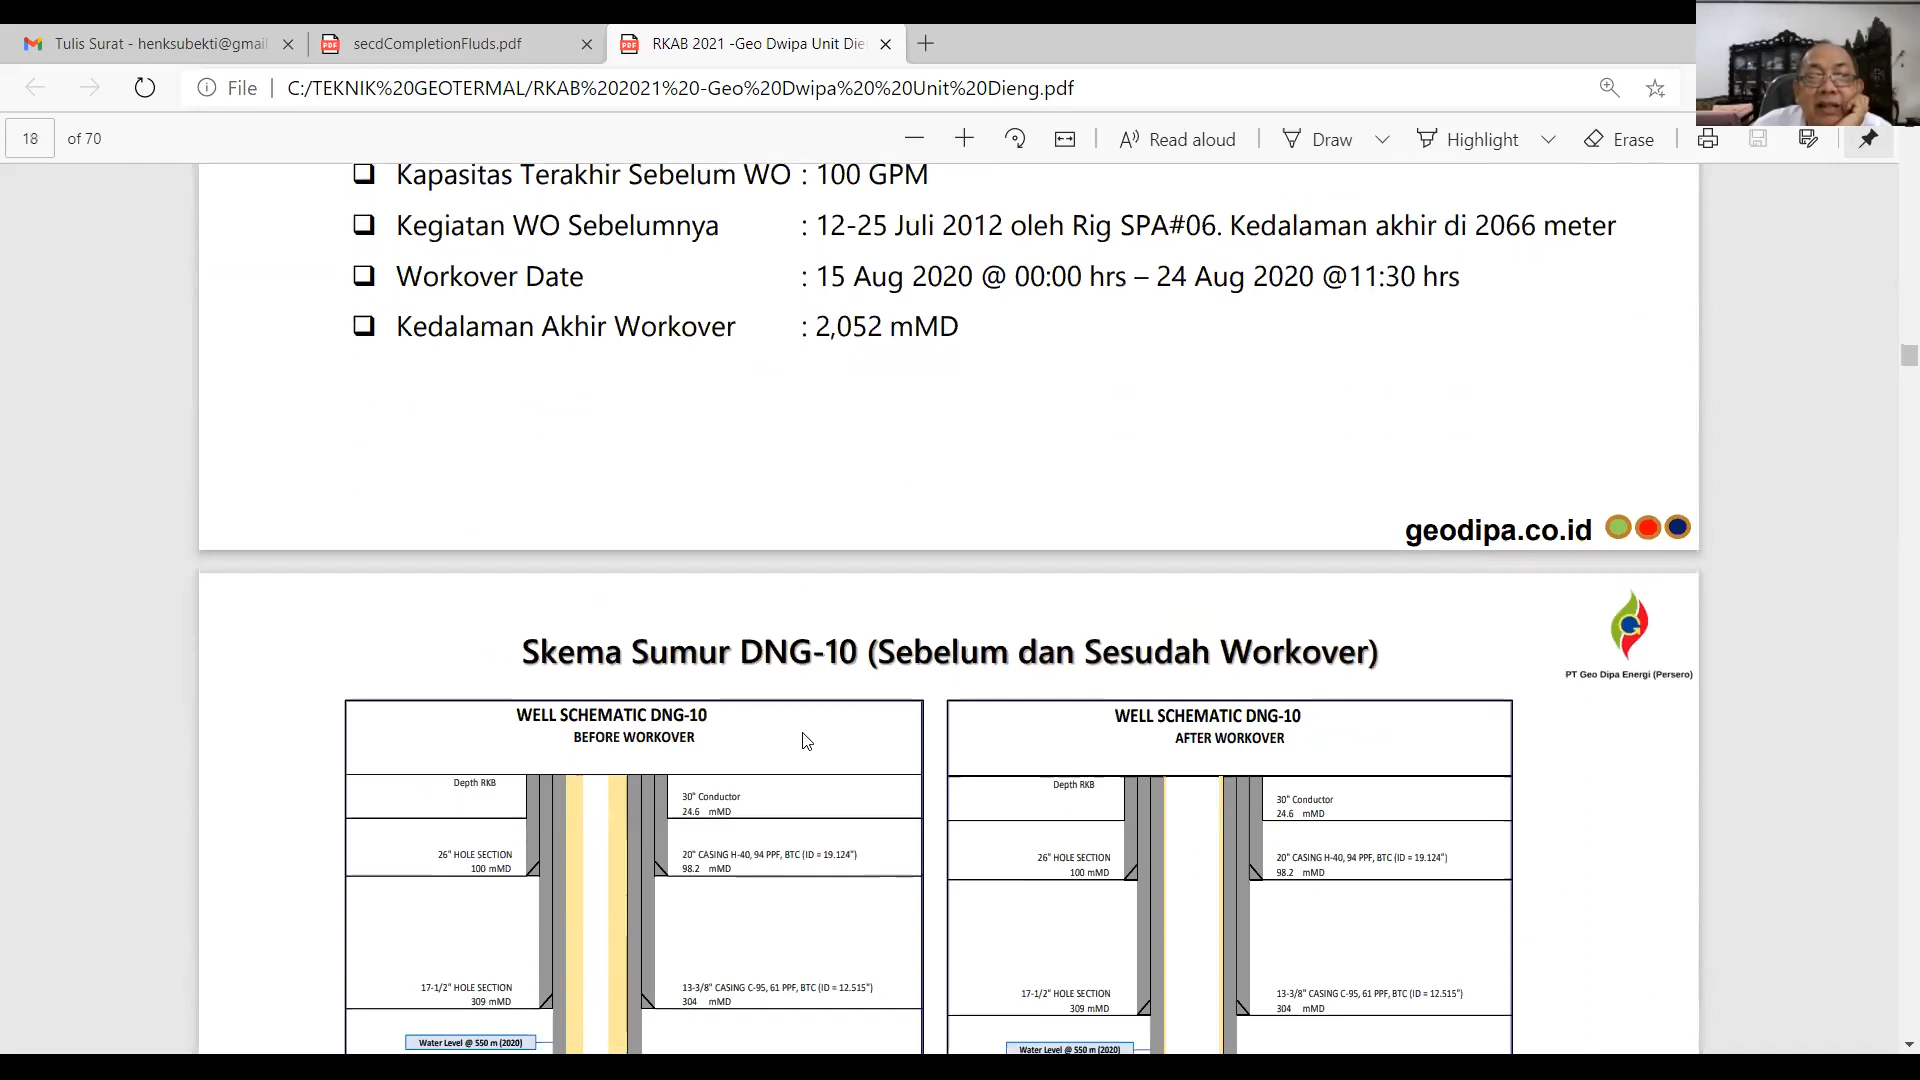 Tulis Surat - henksubekti@gmail
secdCompletionFluds.pdf
RKAB 2021 -Geo Dwipa Unit Die
File
C:/TEKNIK%20GEOTERMAL/RKAB%202021%20-Geo%20Dwipa%20%20Unit%20Dieng.pdf
18 of 70
Read aloud
Draw
Highlight
Erase
Kapasitas Terakhir Sebelum WO : 100 GPM
Kegiatan WO Sebelumnya : 12-25 Juli 2012 oleh Rig SPA#06. Kedalaman akhir di 2066 meter
Workover Date : 15 Aug 2020 @ 00:00 hrs – 24 Aug 2020 @11:30 hrs
Kedalaman Akhir Workover : 2,052 mMD
geodipa.co.id
Skema Sumur DNG-10 (Sebelum dan Sesudah Workover)
PT Geo Dipa Energi (Persero)
WELL SCHEMATIC DNG-10
BEFORE WORKOVER
Depth RKB
30" Conductor
24.6 mMD
26" HOLE SECTION
100 mMD
20" CASING H-40, 94 PPF, BTC (ID = 19.124")
98.2 mMD
17-1/2" HOLE SECTION
309 mMD
13-3/8" CASING C-95, 61 PPF, BTC (ID = 12.515")
304 mMD
Water Level @ 550 m (2020)
WELL SCHEMATIC DNG-10
AFTER WORKOVER
Depth RKB
30" Conductor
24.6 mMD
26" HOLE SECTION
100 mMD
20" CASING H-40, 94 PPF, BTC (ID = 19.124")
98.2 mMD
17-1/2" HOLE SECTION
309 mMD
13-3/8" CASING C-95, 61 PPF, BTC (ID = 12.515")
304 mMD
Water Level @ 550 m (2020)